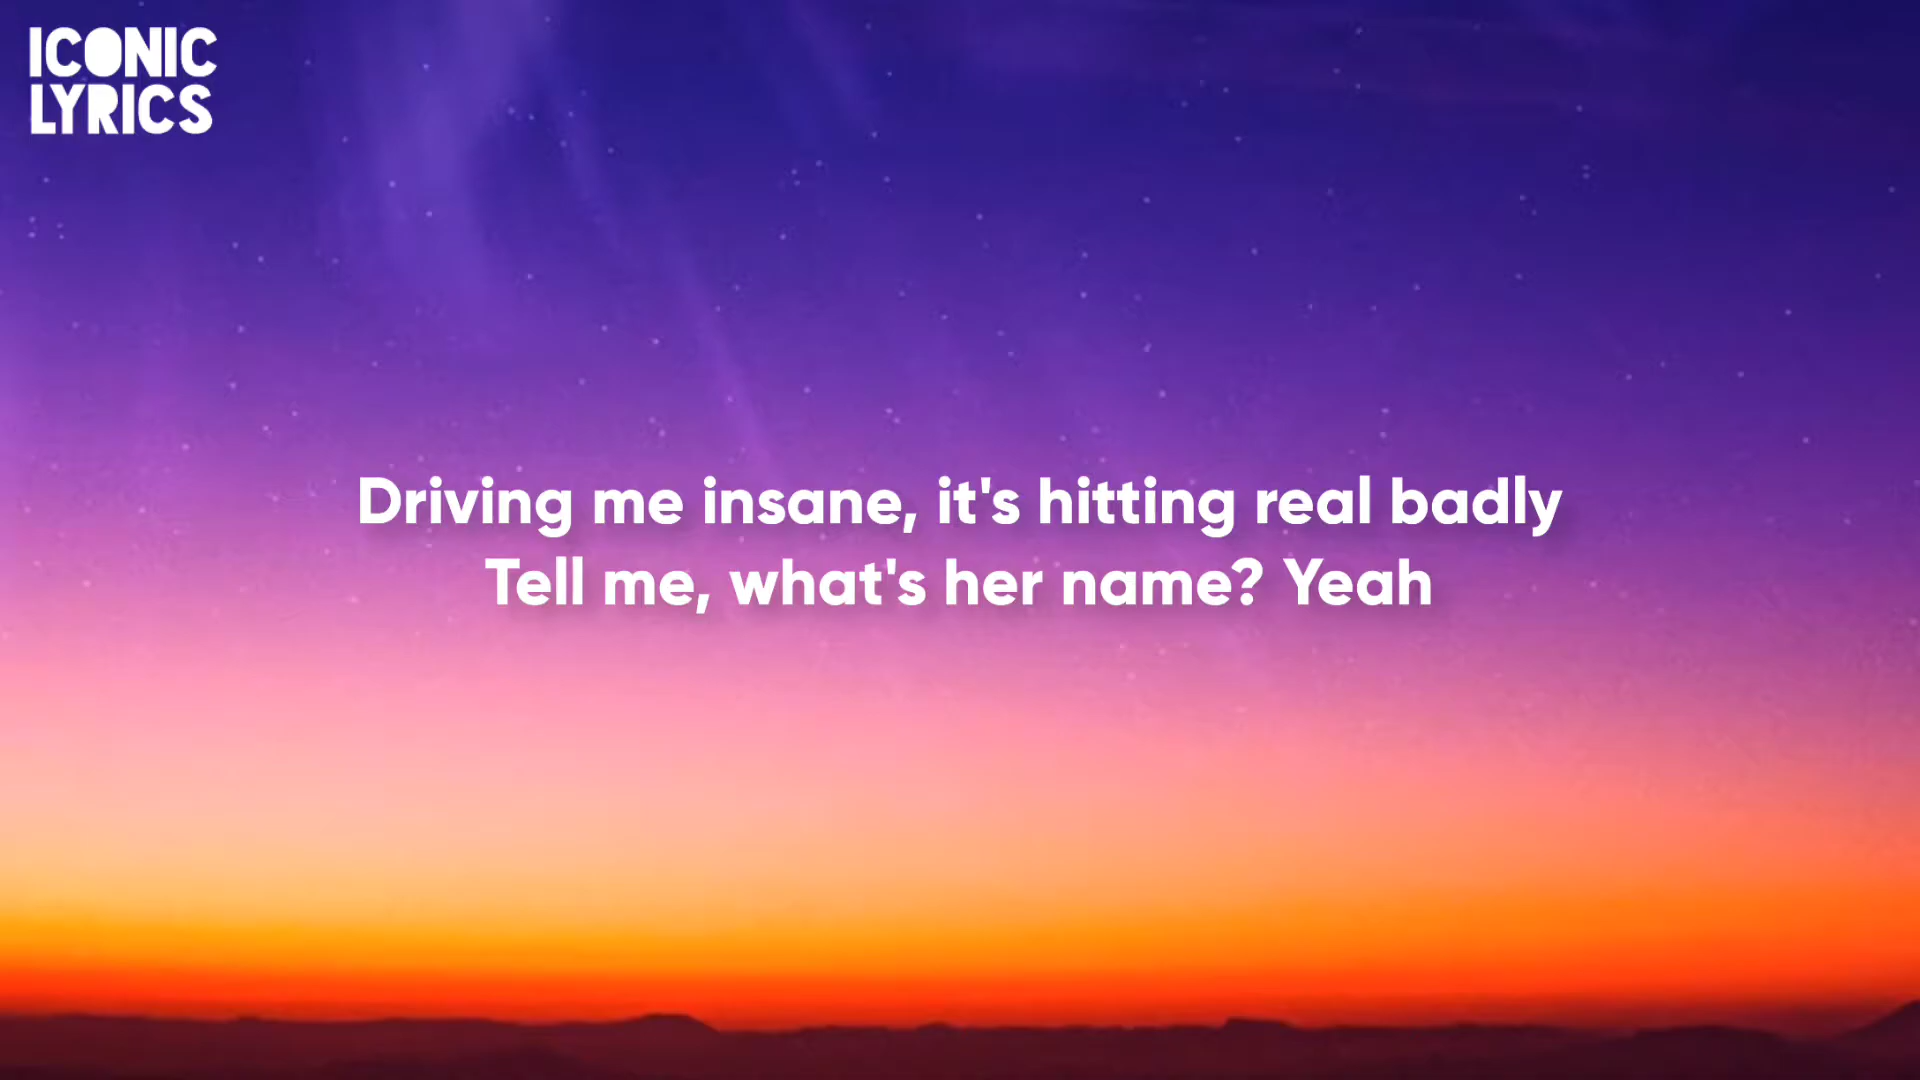 ICONIC
LYRICS
Driving me insane, it's hitting real badly
Tell me, what's her name? Yeah